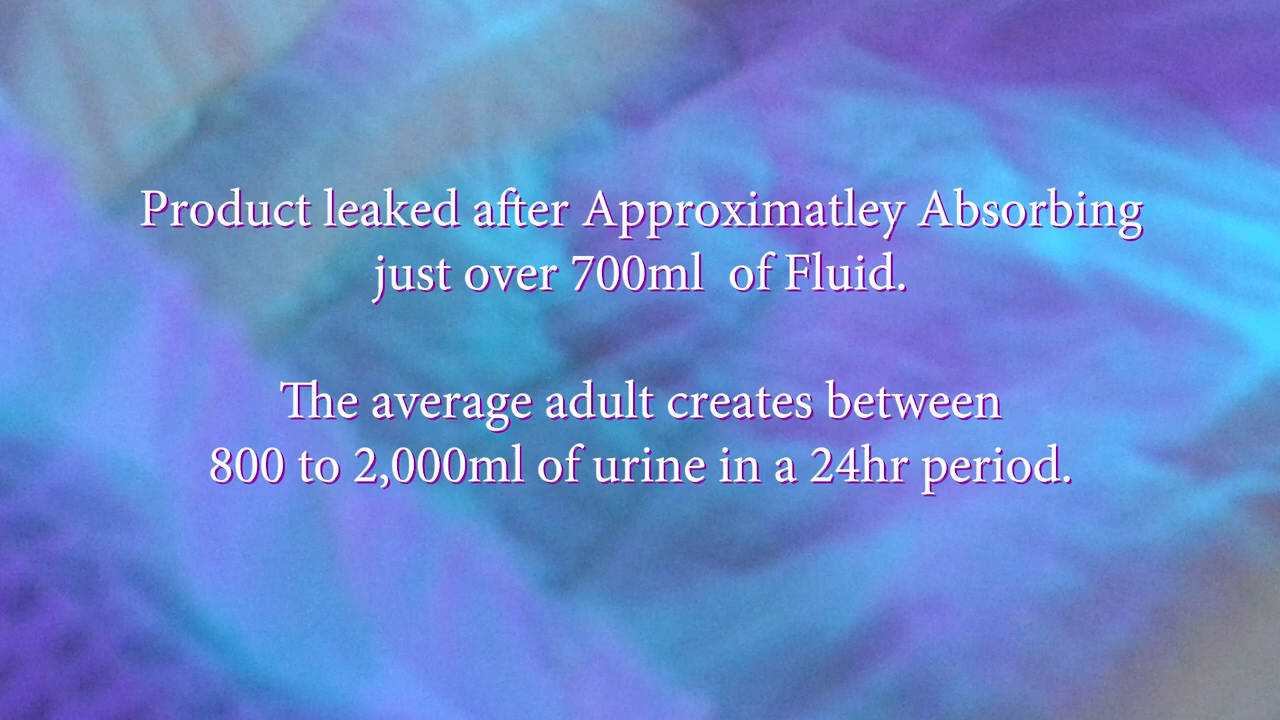 Product leaked after Approximatley Absorbing
just over 700ml  of Fluid.
The average adult creates between
800 to 2,000ml of urine in a 24hr period.